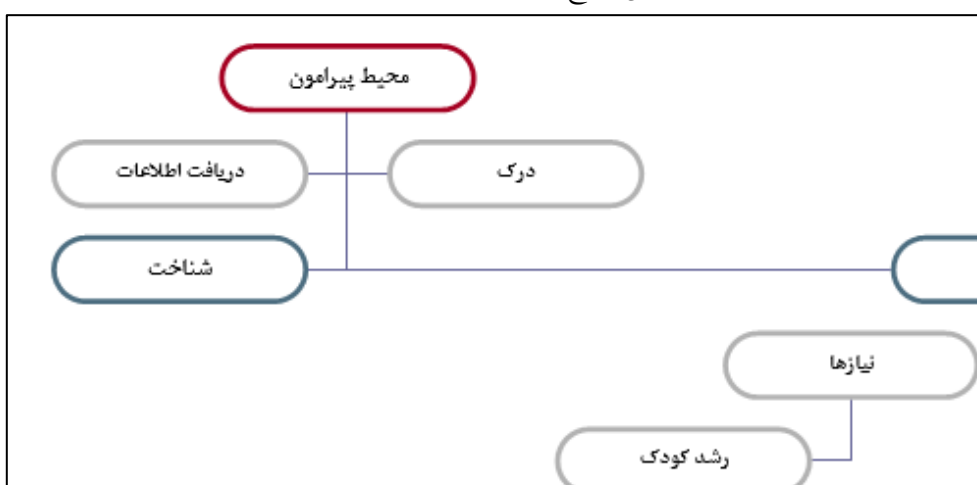 محیط پیرامون
درک
دریافت اطلاعات
شناخت
نیازها
رشد کودک